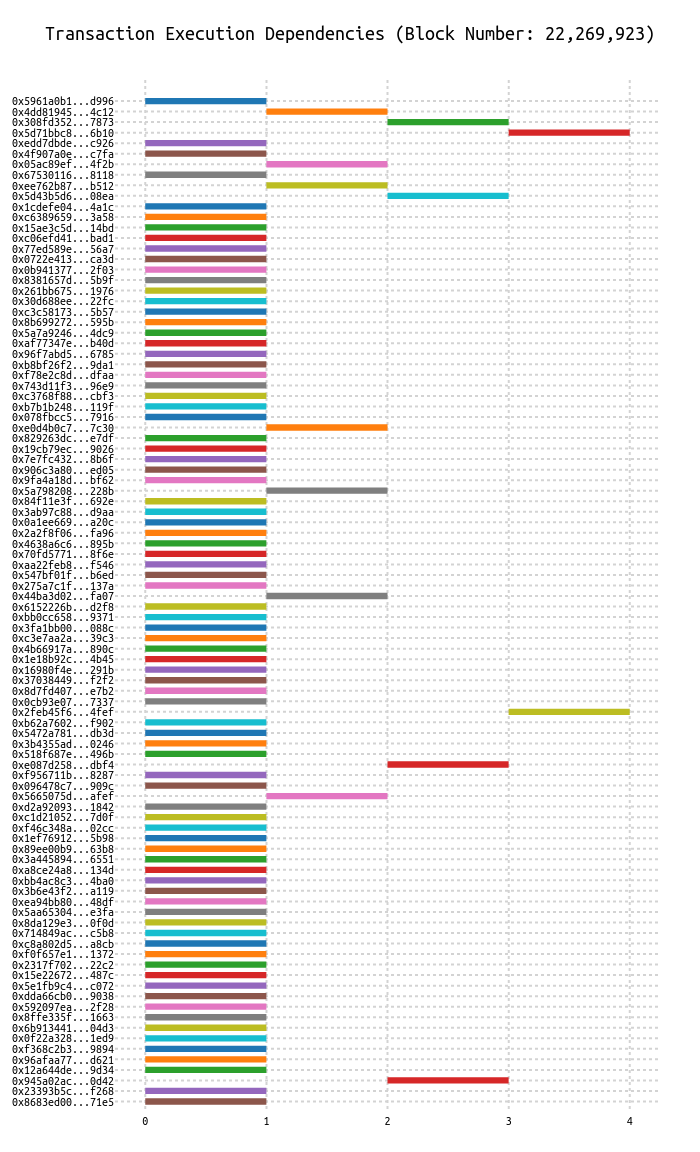 Transaction Execution Dependencies (Block Number: 22,269,923)
0x5961a0b1...d996
0x4dd81945...4c12
0x308fd352...7873
0x5d71bbc8...6b10
0xedd7dbde...c926
0x4f907a0e...c7fa
0x05ac89ef...4f2b
0x67530116...8118
0xee762b87...b512
0x5d43b5d6...08ea
0x1cdefe04...4a1c
0xc6389659...3a58
0x15ae3c5d...14bd
0xc06efd41...bad1
0x77ed589e...56a7
0x0722e413...ca3d
0x0b941377...2f03
0x8381657d...5b9f
0x261bb675...1976
0x30d688ee...22fc
0xc3c58173...5b57
0x8b699272...595b
0x5a7a9246...4dc9
0xaf77347e...b40d
0x96f7abd5...6785
0xb8bf26f2...9da1
0xf78e2c8d...dfaa
0x743d11f3...96e9
0xc3768f88...cbf3
0xb7b1b248...119f
0x078fbcc5...7916
0xe0d4b0c7...7c30
0x829263dc...e7df
0x19cb79ec...9026
0x7e7fc432...8b6f
0x906c3a80...ed05
0x9fa4a18d...bf62
0x5a798208...228b
0x84f11e3f...692e
0x3ab97c88...d9aa
0x0a1ee669...a20c
0x2a2f8f06...fa96
0x4638a6c6...895b
0x70fd5771...8f6e
0xaa22feb8...f546
0x547bf01f...b6ed
0x275a7c1f...137a
0x44ba3d02...fa07
0x6152226b...d2f8
0xbb0cc658...9371
0x3fa1bb00...088c
0xc3e7aa2a...39c3
0x4b66917a...890c
0x1e18b92c...4b45
0x16980f4e...291b
0x37038449...f2f2
0x8d7fd407...e7b2
0x0cb93e07...7337
0x2feb45f6...4fef
0xb62a7602...f902
0x5472a781...db3d
0x3b4355ad...0246
0x518f687e...496b
0xe087d258...dbf4
0xf956711b...8287
0x096478c7...909c
0x5665075d...afef
0xd2a92093...1842
0xc1d21052...7d0f
0xf46c348a...02cc
0x1ef76912...5b98
0x89ee00b9...63b8
0x3a445894...6551
0xa8ce24a8...134d
0xbb4ac8c3...4ba0
0x3b6e43f2...a119
0xea94bb80...48df
0x5aa65304...e3fa
0x8da129e3...0f0d
0x714849ac...c5b8
0xc8a802d5...a8cb
0xf0f657e1...1372
0x2317f702...22c2
0x15e22672...487c
0x5e1fb9c4...c072
0xdda66cb0...9038
0x592097ea...2f28
0x8ffe335f...1663
0x6b913441...04d3
0x0f22a328...1ed9
0xf368c2b3...9894
0x96afaa77...d621
0x12a644de...9d34
0x945a02ac...0d42
0x23393b5c...f268
0x8683ed00...71e5
0 1 2 3 4